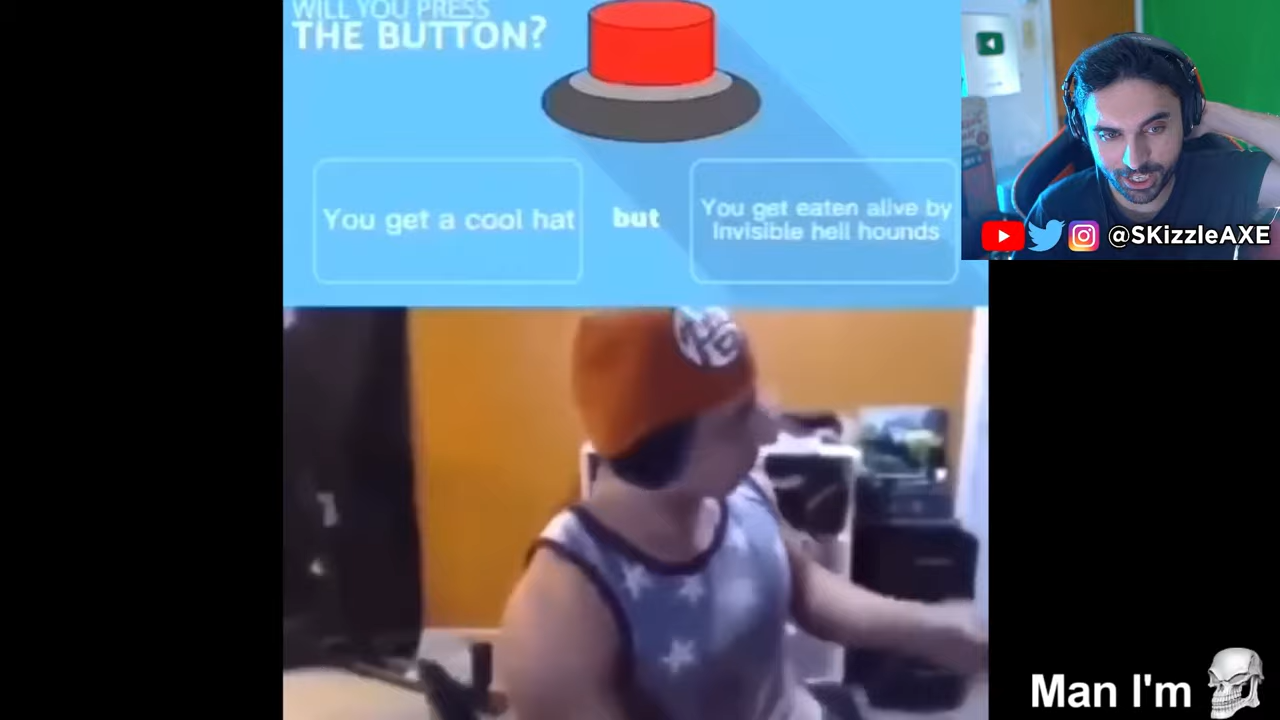 WILL YOU PRESS
THE BUTTON?
You get a cool hat
but
You get eaten alive by
Invisible hell hounds
@SKizzleAXE
Man I'm